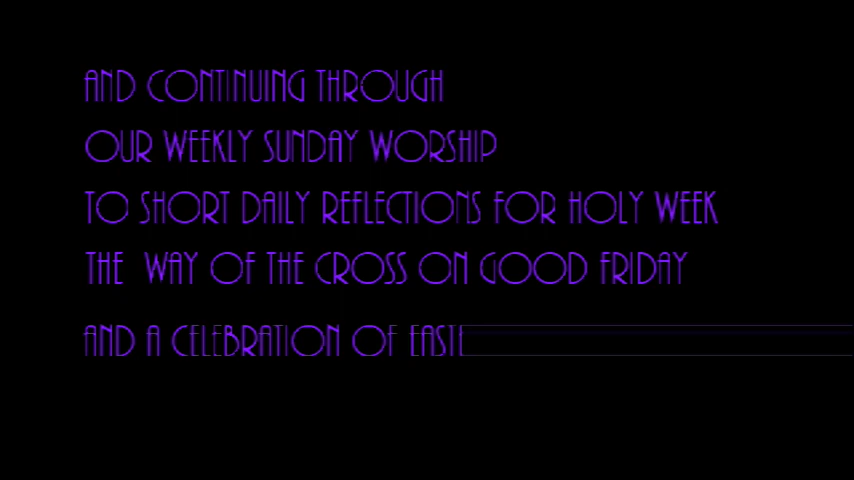 AND CONTINUING THROUGH
OUR WEEKLY SUNDAY WORSHIP
TO SHORT DAILY REFLECTIONS FOR HOLY WEEK
THE WAY OF THE CROSS ON GOOD FRIDAY
AND A CELEBRATION OF